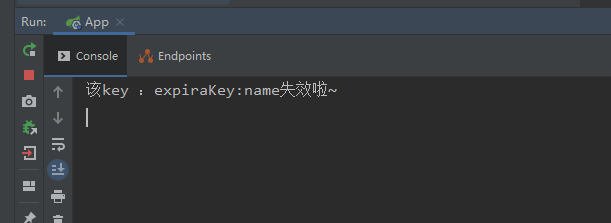 Run:
App
Console
Endpoints
该key : expiraKey:name失效啦~